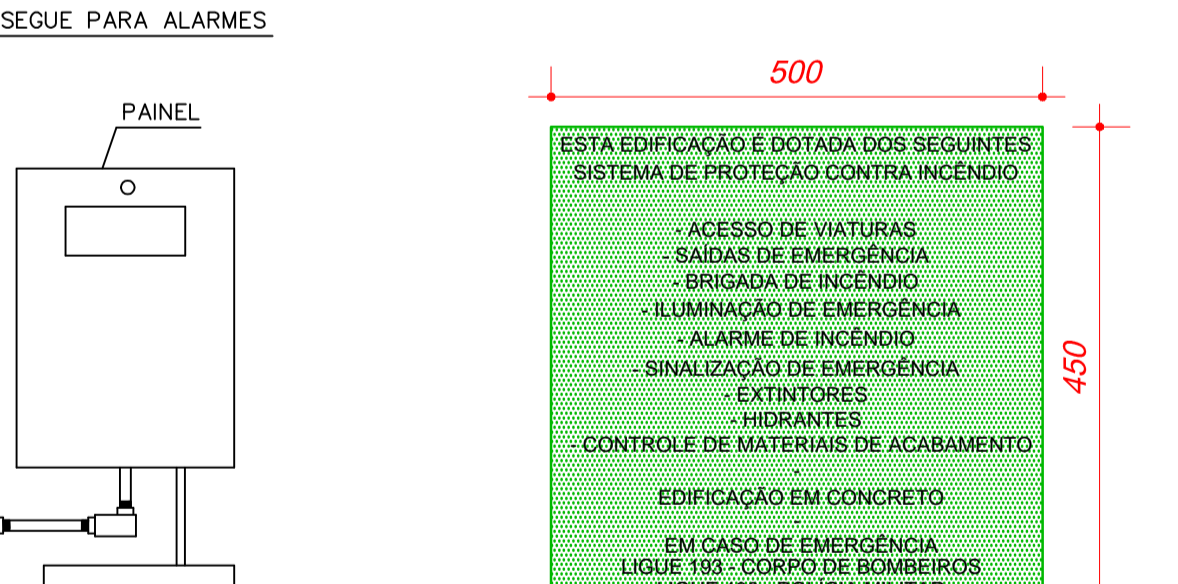 SEGUE PARA ALARMES
PAINEL
500
450
ESTA EDIFICAÇÃO É DOTADA DOS SEGUINTES
SISTEMA DE PROTEÇÃO CONTRA INCÊNDIO
- ACESSO DE VIATURAS
- SAÍDAS DE EMERGÊNCIA
- BRIGADA DE INCÊNDIO
- ILUMINAÇÃO DE EMERGÊNCIA
- ALARME DE INCÊNDIO
- SINALIZAÇÃO DE EMERGÊNCIA
- EXTINTORES
- HIDRANTES
- CONTROLE DE MATERIAIS DE ACABAMENTO
-
EDIFICAÇÃO EM CONCRETO
-
EM CASO DE EMERGÊNCIA
LIGUE 193 - CORPO DE BOMBEIROS